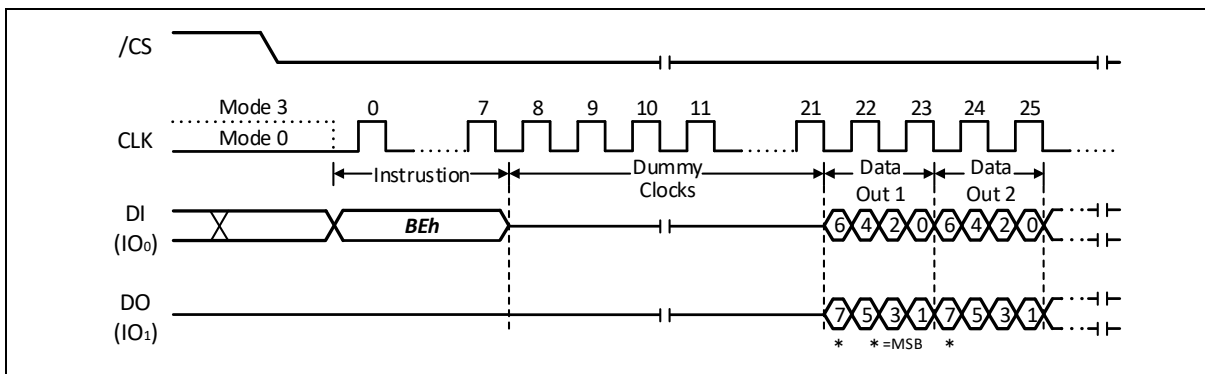 /CS
Mode 3 0 7 8 9 10 11 21 22 23 24 25
CLK Mode 0
Instrustion Dummy Clocks Data Out 1 Data Out 2
DI (IO0) BEh 6 4 2 0 6 4 2 0
DO (IO1) 7 5 3 1 7 5 3 1
* * =MSB *